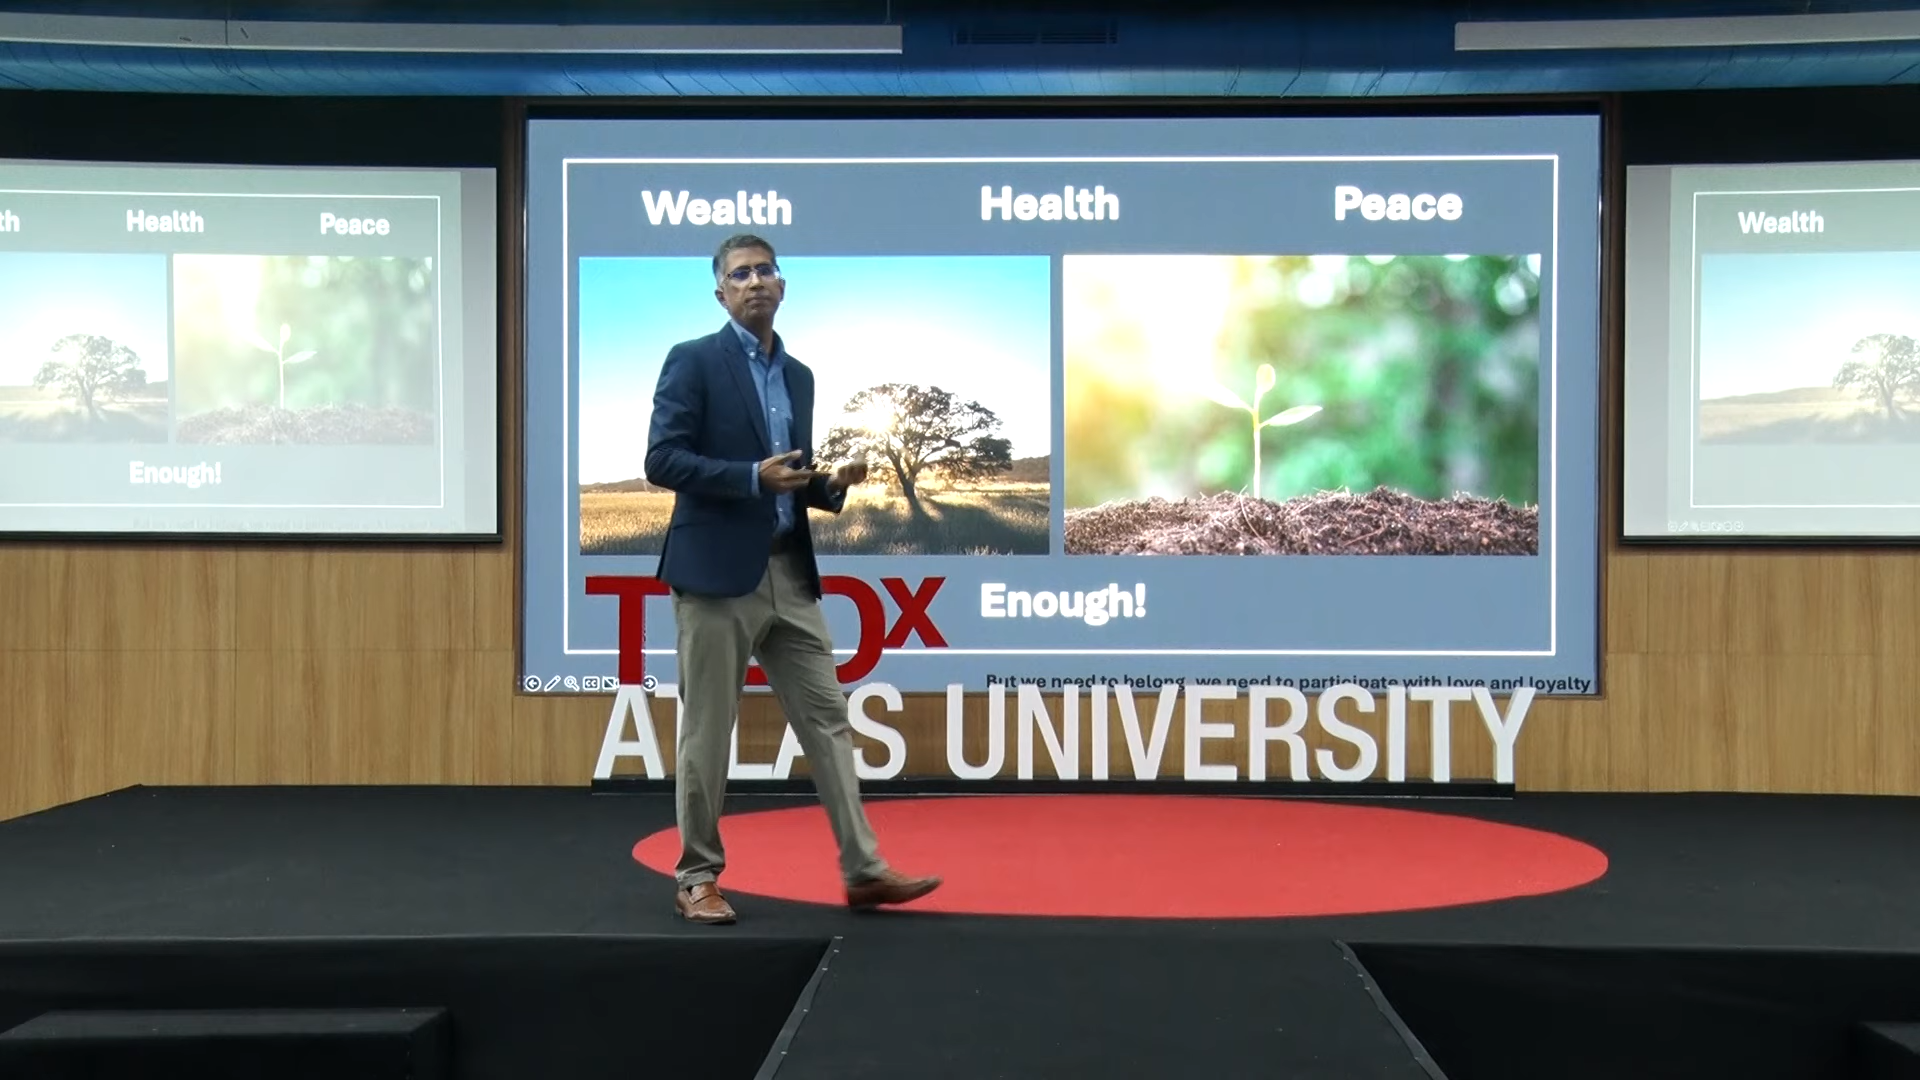 Wealth Health Peace
Enough!
But we need to belong, we need to participate with love and loyalty
Health Peace
Enough!
Wealth
TEDx
ATLAS UNIVERSITY